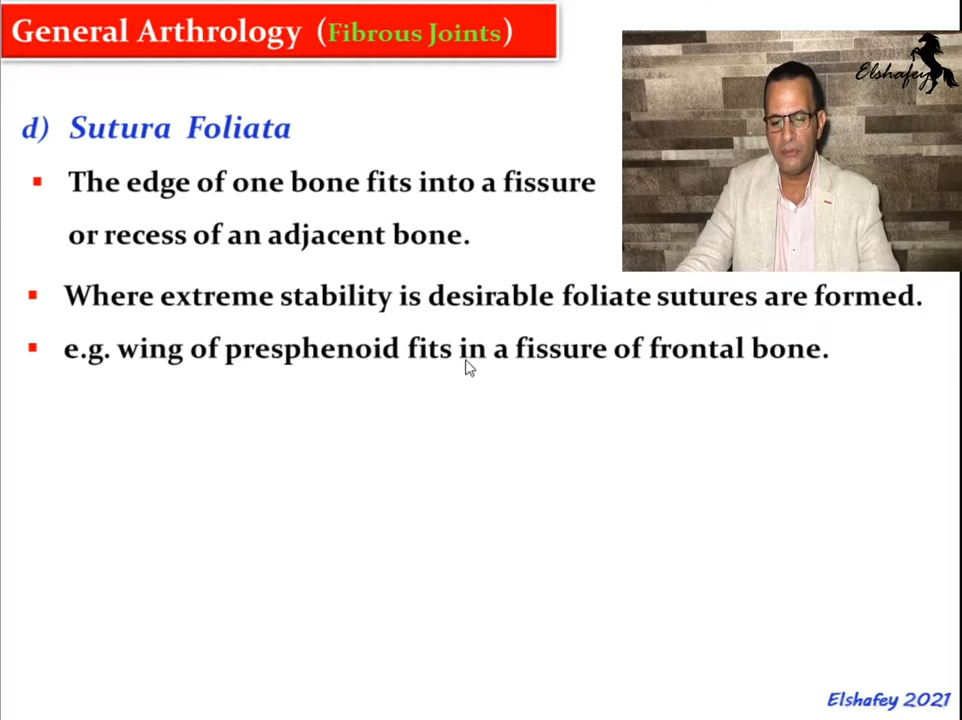 General Arthrology (Fibrous Joints)
Elshafey
d) Sutura Foliata
The edge of one bone fits into a fissure
or recess of an adjacent bone.
Where extreme stability is desirable foliate sutures are formed.
e.g. wing of presphenoid fits in a fissure of frontal bone.
Elshafey 2021